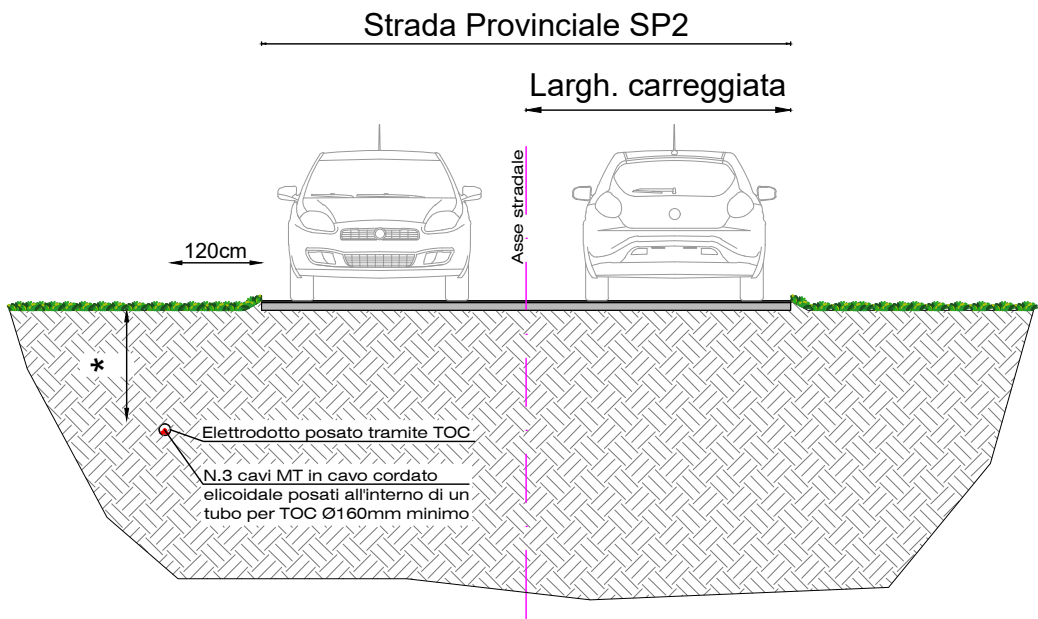 Strada Provinciale SP2
Largh. carreggiata
Asse stradale
120cm
*
Elettrodotto posato tramite TOC
N.3 cavi MT in cavo cordato
elicoidale posati all'interno di un
tubo per TOC Ø160mm minimo